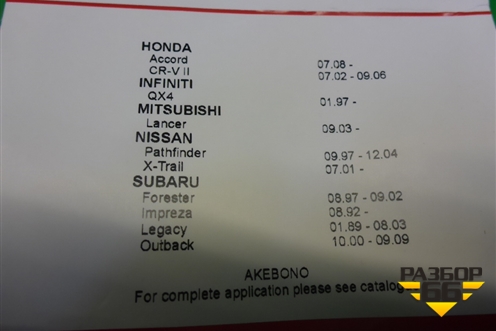 HONDA
Accord 07.08 -
CR-V II 07.02 - 09.06
INFINITI
QX4 01.97 -
MITSUBISHI
Lancer 09.03 -
NISSAN
Pathfinder 09.97 - 12.04
X-Trail 07.01 -
SUBARU
Forester 08.97 - 09.02
Impreza 08.92 -
Legacy 01.89 - 08.03
Outback 10.00 - 09.09
AKEBONO
For complete application please see catalogue
РАЗБОР
66